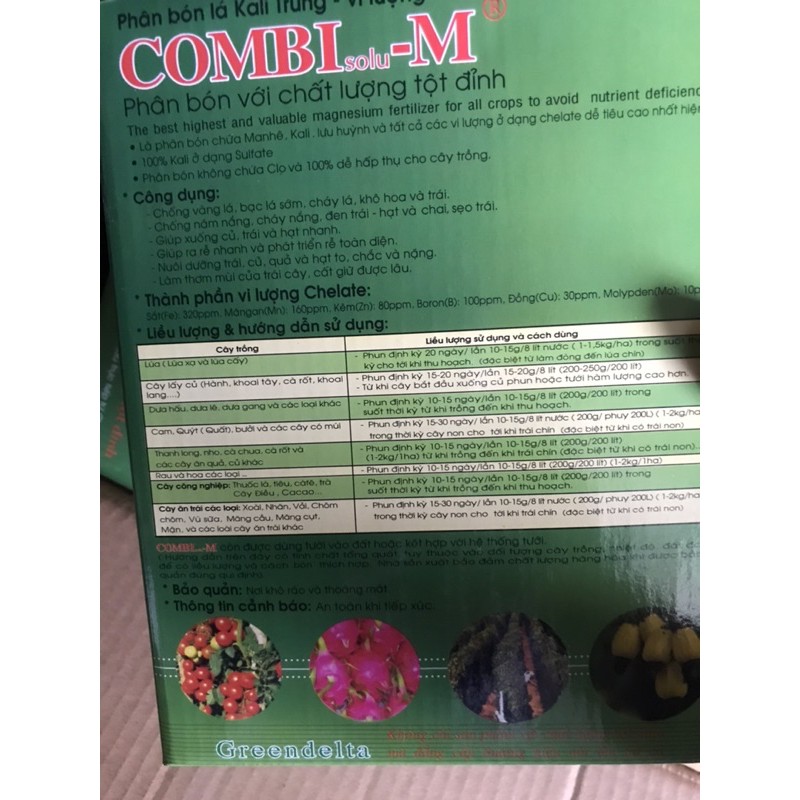 Phân bón lá Kali Trung - vi lượng
COMBIsolu-M®
Phân bón với chất lượng tột đỉnh
The best highest and valuable magnesium fertilizer for all crops to avoid nutrient deficienc
• Là phân bón chứa Manhê, Kali, lưu huỳnh và tất cả các vi lượng ở dạng chelate dễ tiêu cao nhất hiện
• 100% Kali ở dạng Sulfate
• Phân bón không chứa Clo và 100% dễ hấp thụ cho cây trồng.
* Công dụng:
- Chống vàng lá, bạc lá sớm, cháy lá, khô hoa và trái.
- Chống nám nắng, cháy nắng, đen trái - hạt và chai, sẹo trái.
- Giúp xuống củ, trái và hạt nhanh.
- Giúp ra rễ nhanh và phát triển rễ toàn diện.
- Nuôi dưỡng trái, củ, quả và hạt to, chắc và nặng.
- Làm thơm mùi của trái cây, cất giữ được lâu.
* Thành phần vi lượng Chelate:
Sắt(Fe): 320ppm, Mángan(Mn): 160ppm, Kẽm(Zn): 80ppm, Boron(B): 100ppm, Đồng(Cu): 30ppm, Molypden(Mo): 10p
* Liều lượng & hướng dẫn sử dụng:
Cây trồng Liều lượng sử dụng và cách dùng
Lúa ( Lúa xạ và lúa cấy) - Phun định kỳ 20 ngày/ lần 10-15g/8 lít nước ( 1-1,5kg/ha) trong suốt th
kỳ cho tới khi thu hoạch. (đặc biệt từ làm đòng đến lúa chín)
Cây lấy củ (Hành, khoai tây, cà rốt, khoai lang....) - Phun định kỳ 15-20 ngày/ lần 15-20g/8 lít (200-250g/200 lít)
- Từ khi cây bắt đầu xuống củ phun hoặc tưới hàm lượng cao hơn.
Dưa hấu, dưa lê, dưa gang và các loại khác - Phun định kỳ 10-15 ngày/lần 10-15g/8 lít (200g/200 lít) trong
suốt thời kỳ từ khi trồng đến khi thu hoạch.
Cam, Quýt ( Quất), bưởi và các cây có múi - Phun định kỳ 15-30 ngày/ lần 10-15g/8 lít nước ( 200g/ phuy 200L) ( 1-2kg/ha
trong thời kỳ cây non cho tới khi trái chín (đặc biệt từ khi có trái non)
Thanh long, nho, cà chua, cà rốt và các cây ăn quả, củ khác - Phun định kỳ 10-15 ngày/lần 10-15g/8 lít (200g/200 lít)
(1-2kg/1ha) từ khi trồng đến khi trái chín (đặc biệt từ khi có trái non)..
Rau và hoa các loại ... - Phun định kỳ 10-15 ngày/lần 10-15g/8 lít (200g/200 lít) (1-2kg/1ha)
Cây công nghiệp: Thuốc lá, tiêu, càfê, trà
Cây Điều , Cacao... - Phun định kỳ 10-15 ngày/lần 10-15g/8 lít (200g/200 lít) trong
suốt thời kỳ từ khi trồng đến khi thu hoạch.
Cây ăn trái các loại: Xoài, Nhãn, Vải, Chôm chôm, Vú sữa, Mãng cầu, Măng cụt, Mận, và các loài cây ăn trái khác - Phun định kỳ 15-30 ngày/ lần 10-15g/8 lít nước ( 200g/ phuy 200L) ( 1-2kg/ha
trong thời kỳ cây non cho tới khi trái chín (đặc biệt từ khi có trái non)
COMBIsolu-M còn được dùng tưới vào đất hoặc kết hợp với hệ thống tưới.
* Bảo quản: Nơi khô ráo và thoáng mát
* Thông tin cảnh báo: An toàn khi tiếp xúc.
Greendelta